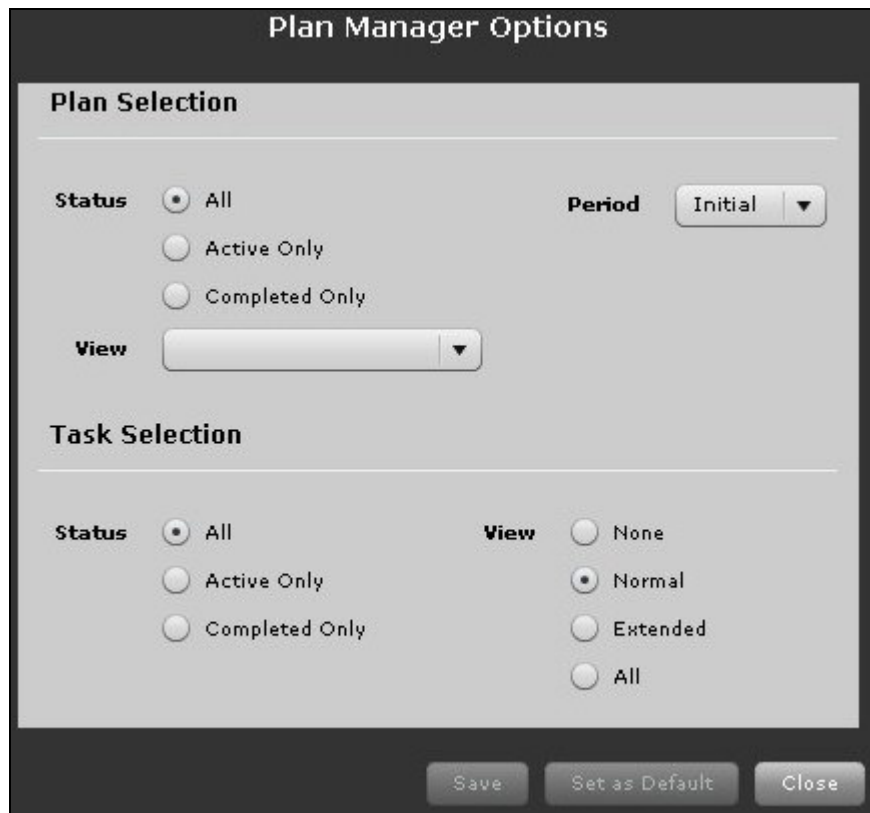 Plan Manager Options
Plan Selection
Status All Period Initial
Active Only
Completed Only
View
Task Selection
Status All View None
Active Only Normal
Completed Only Extended
All
Save Set as Default Close